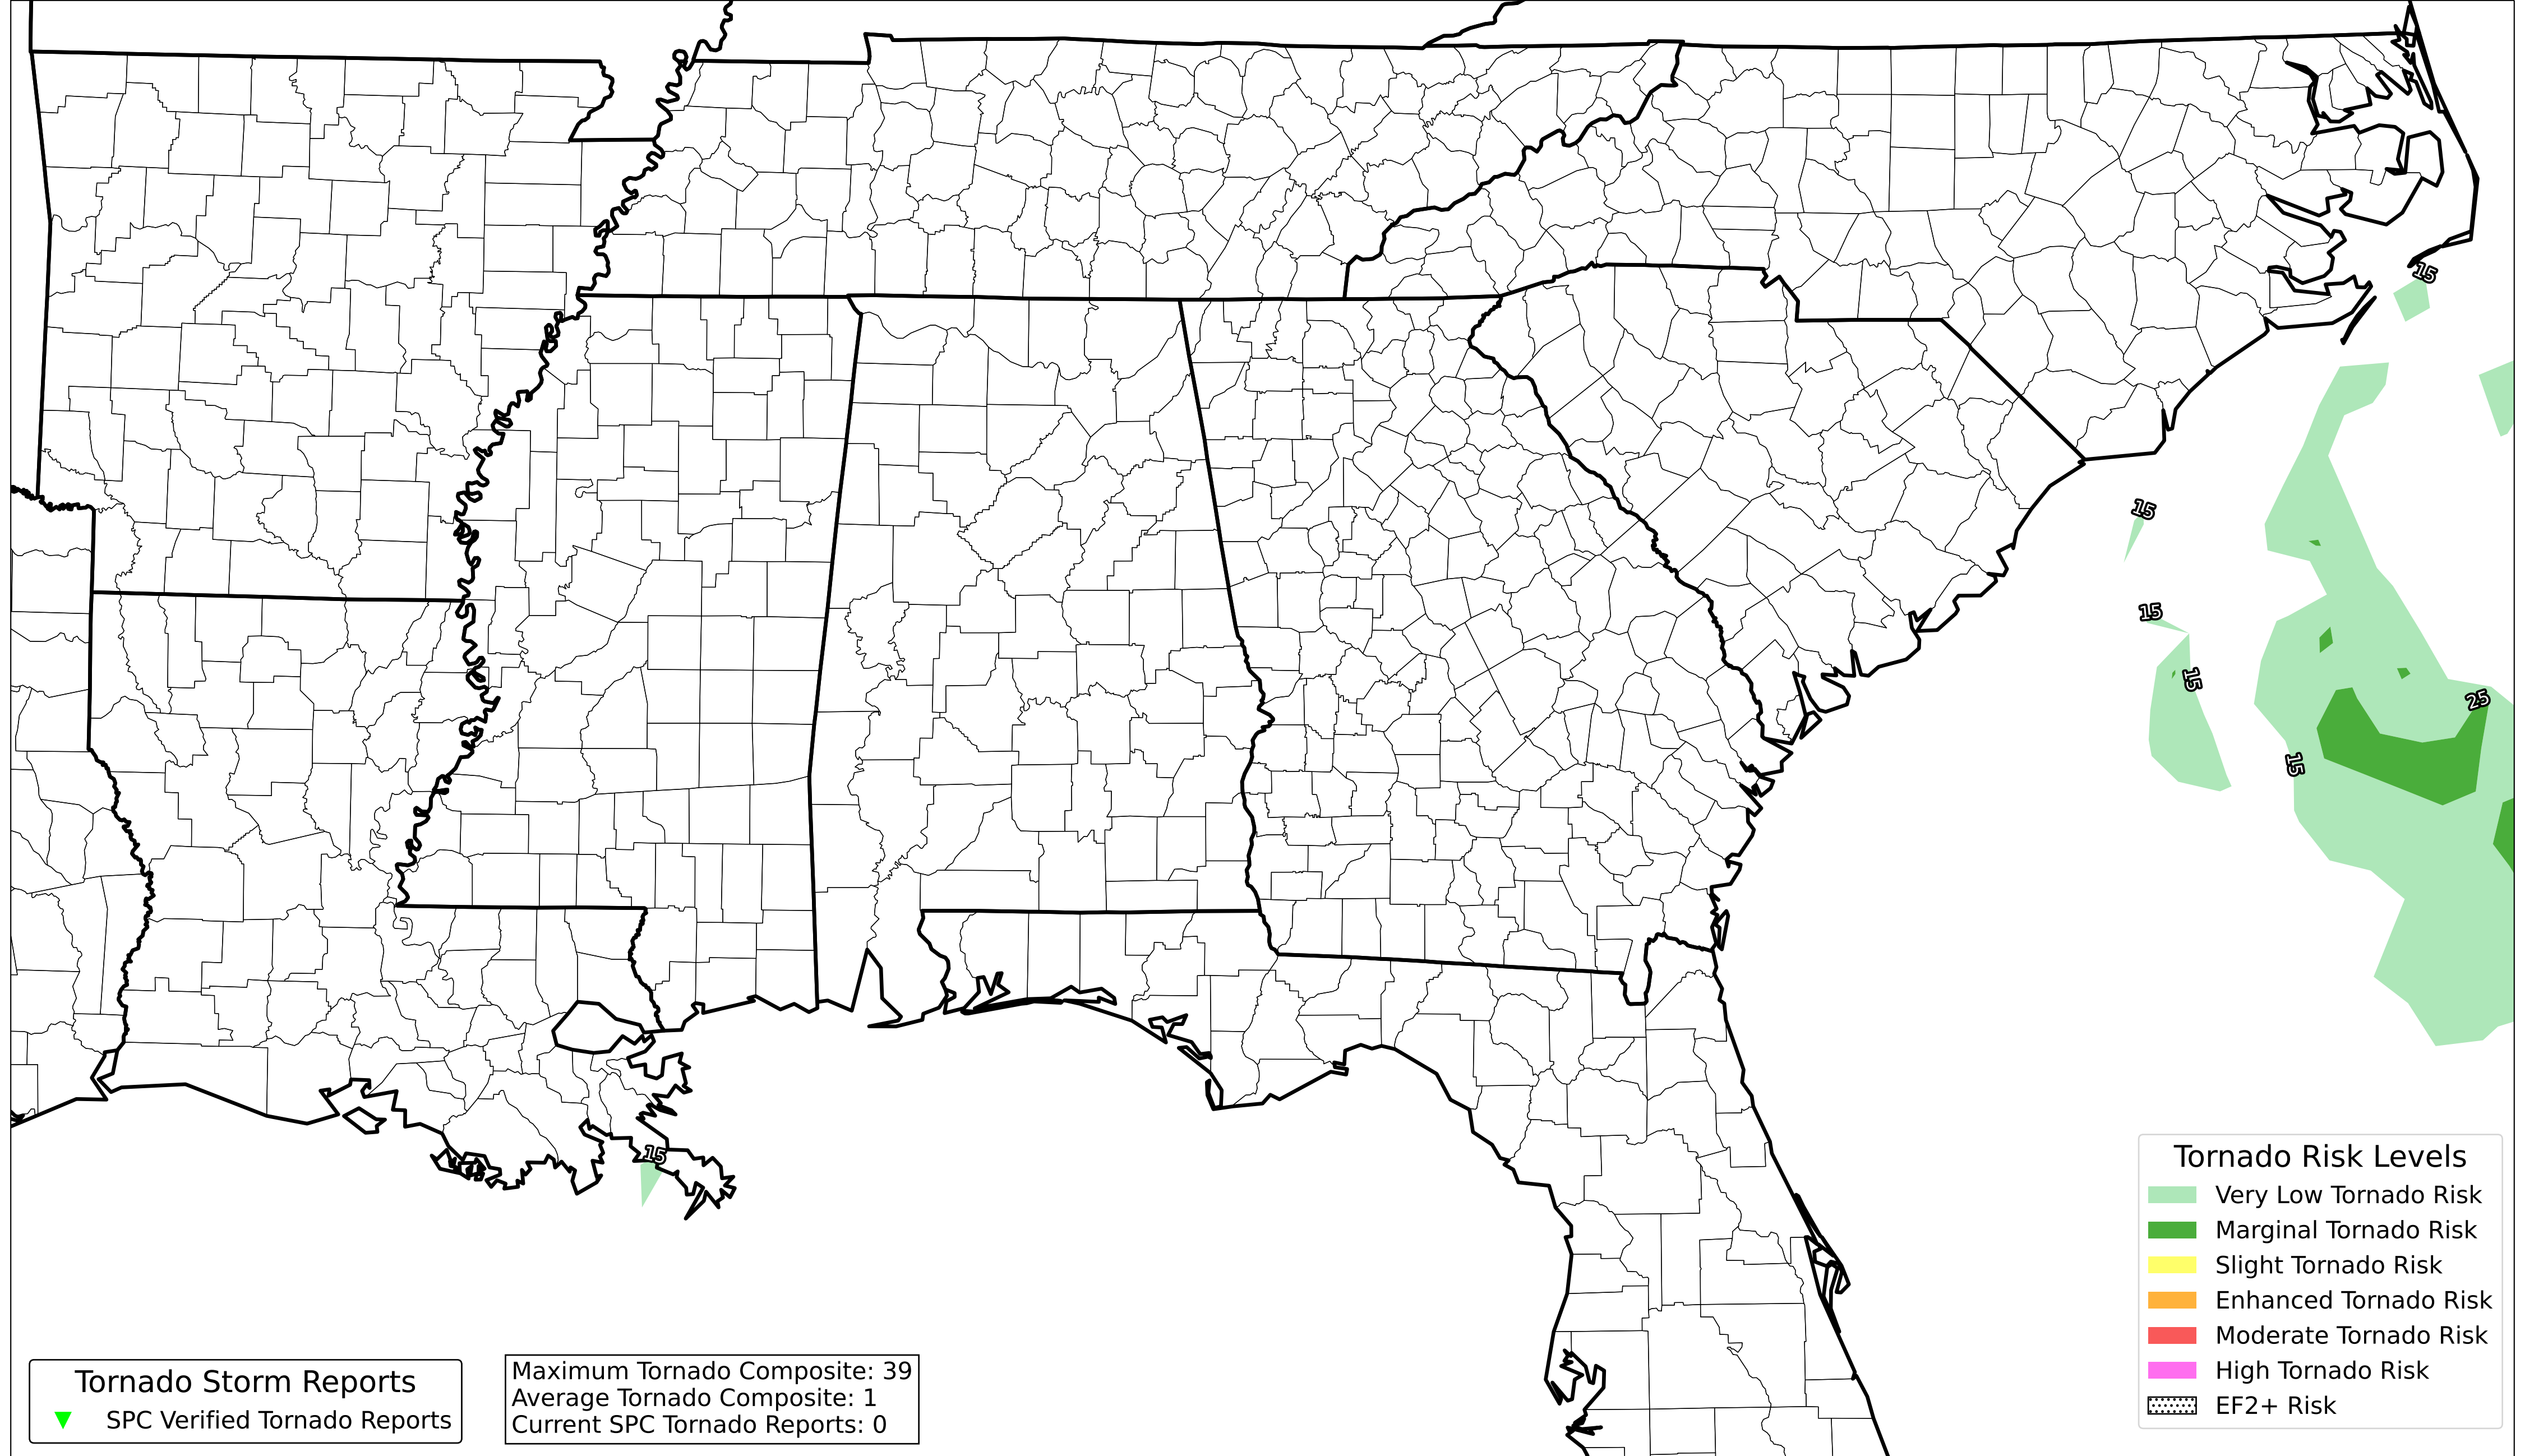 15
15
15
15
25
15
15
Tornado Risk Levels
Very Low Tornado Risk
Marginal Tornado Risk
Slight Tornado Risk
Enhanced Tornado Risk
Moderate Tornado Risk
High Tornado Risk
EF2+ Risk
Tornado Storm Reports
SPC Verified Tornado Reports
Maximum Tornado Composite: 39
Average Tornado Composite: 1
Current SPC Tornado Reports: 0